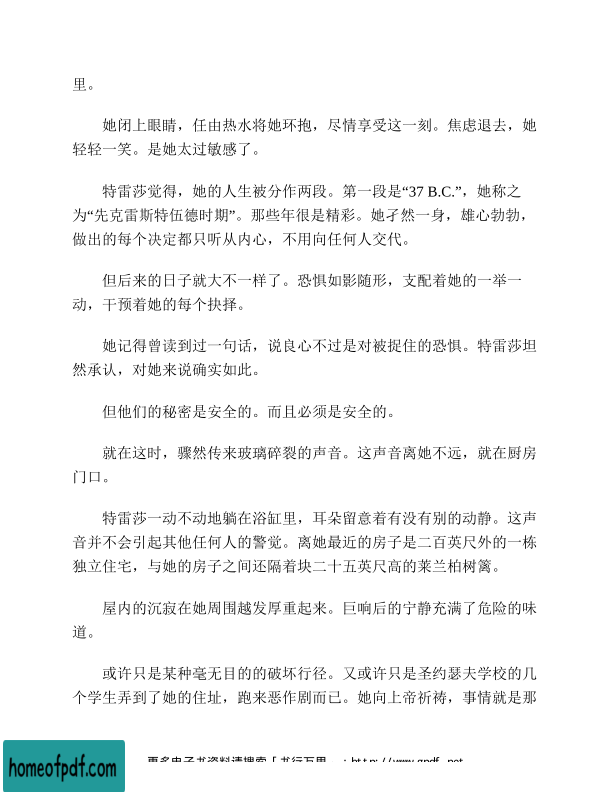 里。
她闭上眼睛，任由热水将她环抱，尽情享受这一刻。焦虑退去，她
轻轻一笑。是她太过敏感了。
特雷莎觉得，她的人生被分作两段。第一段是“37 B.C.”，她称之
为“先克雷斯特伍德时期”。那些年很是精彩。她孑然一身，雄心勃勃，
做出的每个决定都只听从内心，不用向任何人交代。
但后来的日子就大不一样了。恐惧如影随形，支配着她的一举一
动，干预着她的每个抉择。
她记得曾读到过一句话，说良心不过是对被捉住的恐惧。特雷莎坦
然承认，对她来说确实如此。
但他们的秘密是安全的。而且必须是安全的。
就在这时，骤然传来玻璃碎裂的声音。这声音离她不远，就在厨房
门口。
特雷莎一动不动地躺在浴缸里，耳朵留意着有没有别的动静。这声
音并不会引起其他任何人的警觉。离她最近的房子是二百英尺外的一栋
独立住宅，与她的房子之间还隔着块二十五英尺高的莱兰柏树篱。
屋内的沉寂在她周围越发厚重起来。巨响后的宁静充满了危险的味
道。
或许只是某种毫无目的的破坏行径。又或许只是圣约瑟夫学校的几
个学生弄到了她的住址，跑来恶作剧而已。她向上帝祈祷，事情就是那
homeofpdf.com